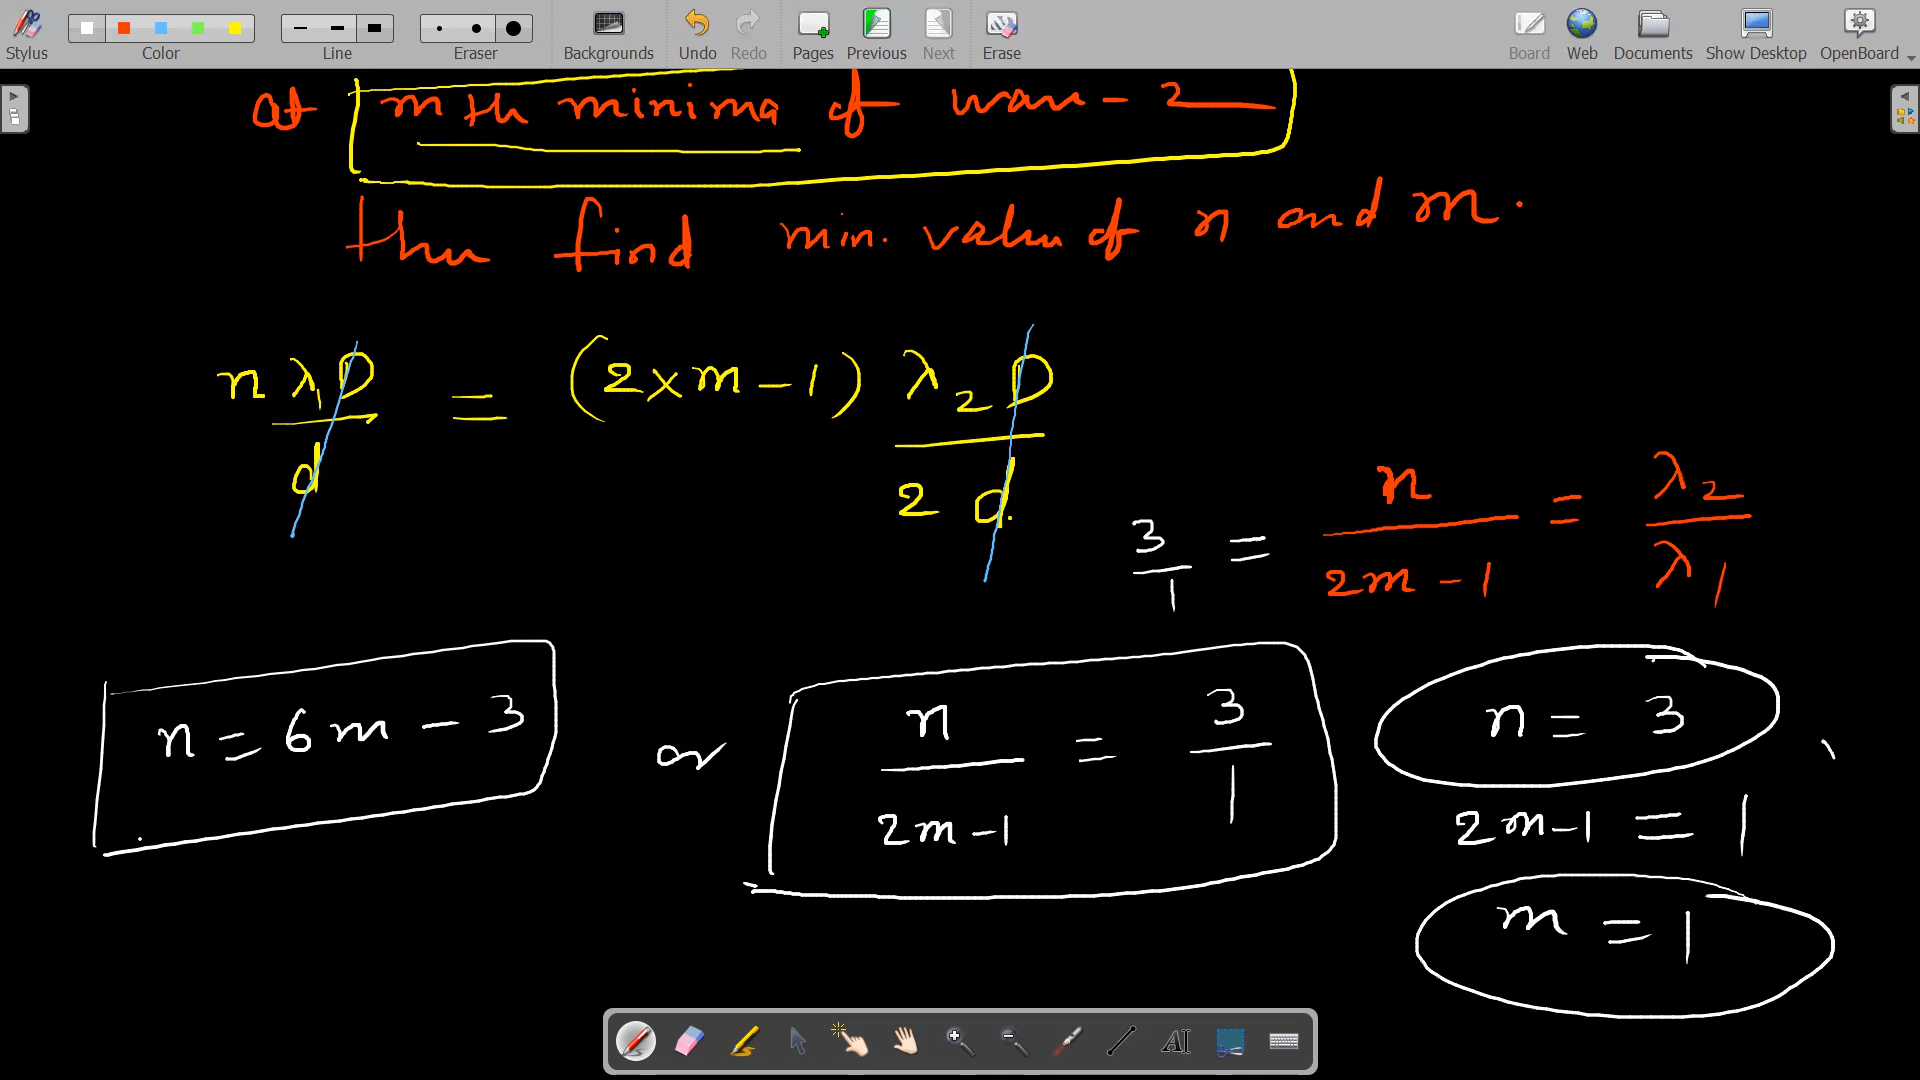 Stylus Color Line Eraser Backgrounds Undo Redo Pages Previous Next Erase Board Web Documents Show Desktop OpenBoard
at mth minima of wave - 2
then find min. value of n and m.
nλ₁D/d = (2×m-1) λ₂D/2d
3/1 = n/2m-1 = λ₂/λ₁
n = 6m - 3 or n/2m-1 = 3/1 n = 3
2m-1 = 1
m = 1
AI